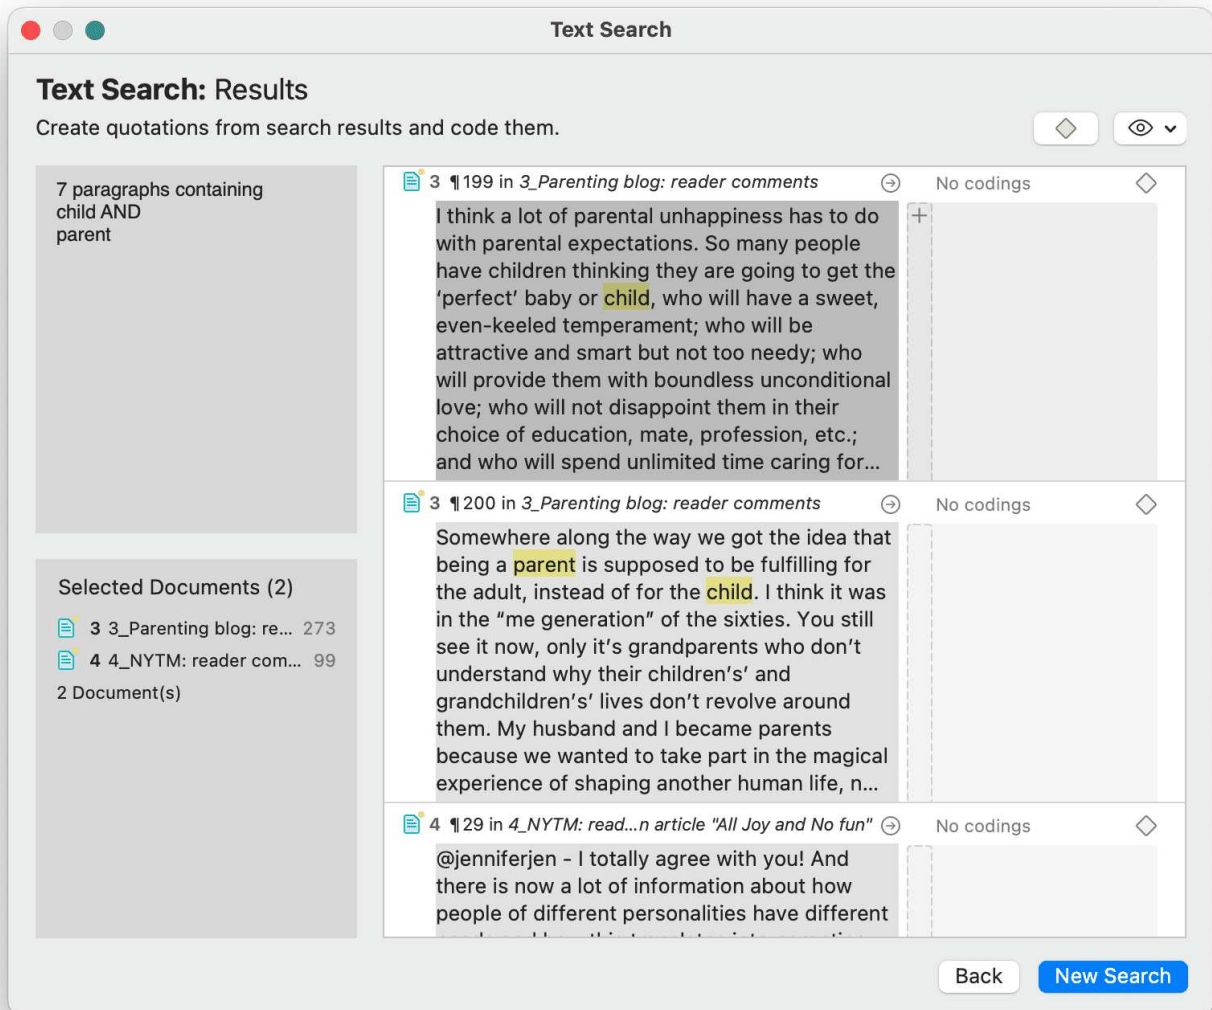 Text Search
Text Search: Results
Create quotations from search results and code them.
7 paragraphs containing
child AND
parent
Selected Documents (2)
3 3_Parenting blog: re... 273
4 4_NYTM: reader com... 99
2 Document(s)
3 ¶199 in 3_Parenting blog: reader comments
No codings
I think a lot of parental unhappiness has to do
with parental expectations. So many people
have children thinking they are going to get the
‘perfect’ baby or child, who will have a sweet,
even-keeled temperament; who will be
attractive and smart but not too needy; who
will provide them with boundless unconditional
love; who will not disappoint them in their
choice of education, mate, profession, etc.;
and who will spend unlimited time caring for...
3 ¶200 in 3_Parenting blog: reader comments
No codings
Somewhere along the way we got the idea that
being a parent is supposed to be fulfilling for
the adult, instead of for the child. I think it was
in the “me generation” of the sixties. You still
see it now, only it’s grandparents who don’t
understand why their children’s’ and
grandchildren’s’ lives don’t revolve around
them. My husband and I became parents
because we wanted to take part in the magical
experience of shaping another human life, n...
4 ¶29 in 4_NYTM: read...n article "All Joy and No fun"
No codings
@jenniferjen - I totally agree with you! And
there is now a lot of information about how
people of different personalities have different
Back
New Search